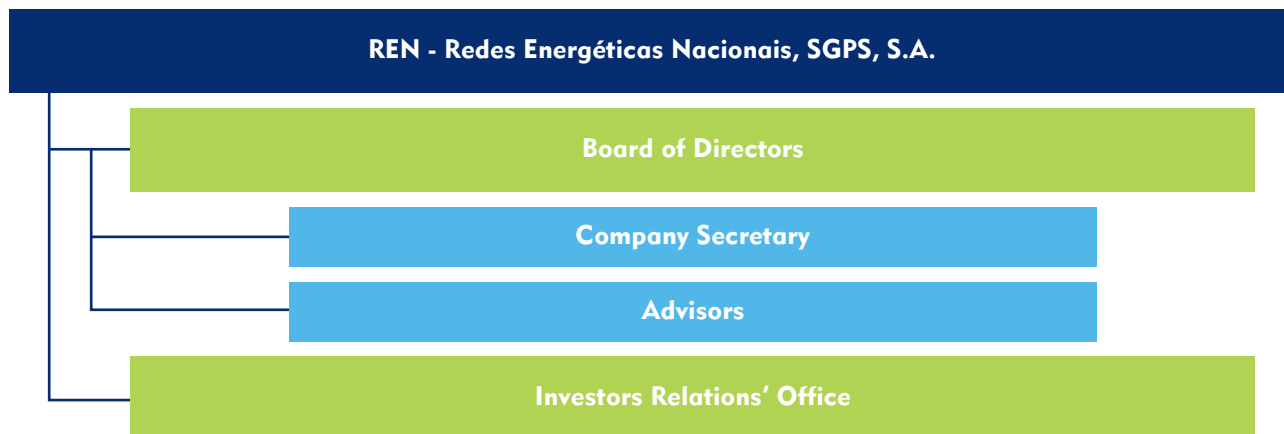 REN - Redes Energéticas Nacionais, SGPS, S.A.
Board of Directors
Company Secretary
Advisors
Investors Relations’ Office